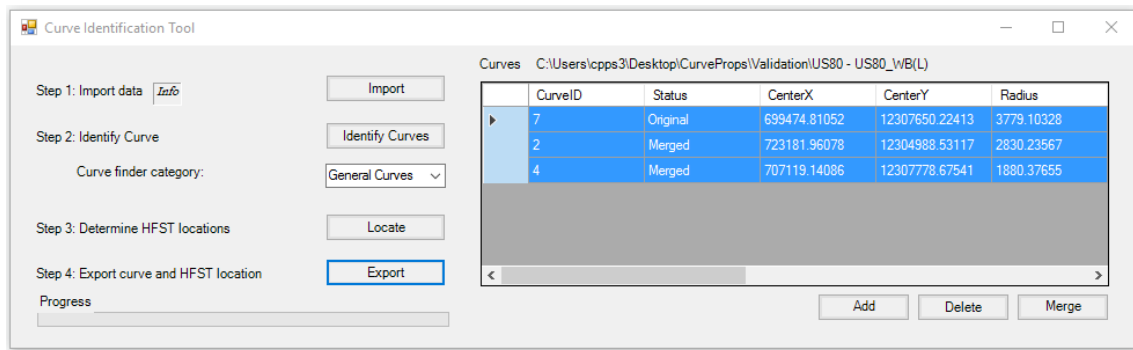 Curve Identification Tool
Curves C:\Users\cpps3\Desktop\CurveProps\Validation\US80 - US80_WB(L)
Step 1: Import data Info Import
Step 2: Identify Curve Identify Curves
Curve finder category: General Curves
Step 3: Determine HFST locations Locate
Step 4: Export curve and HFST location Export
Progress
CurveID Status CenterX CenterY Radius
7 Original 699474.81052 12307650.22413 3779.10328
2 Merged 723181.96078 12304988.53117 2830.23567
4 Merged 707119.14086 12307778.67541 1880.37655
Add Delete Merge